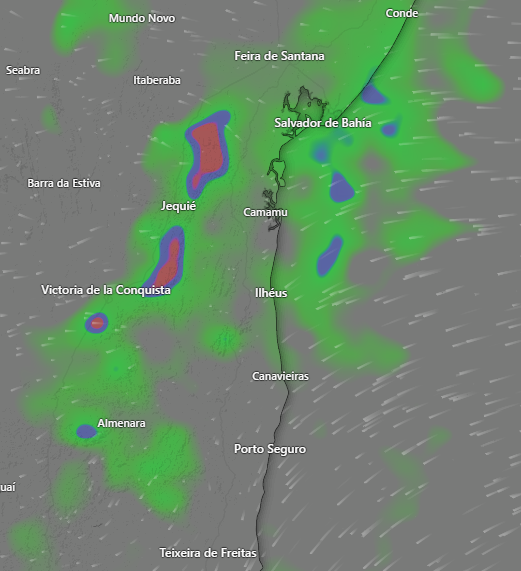 Conde
Mundo Novo
Feira de Santana
Seabra
Itaberaba
Salvador de Bahía
Barra da Estiva
Jequié
Camamu
Victoria de la Conquista
Ilhéus
Canavieiras
Almenara
Porto Seguro
uaí
Teixeira de Freitas